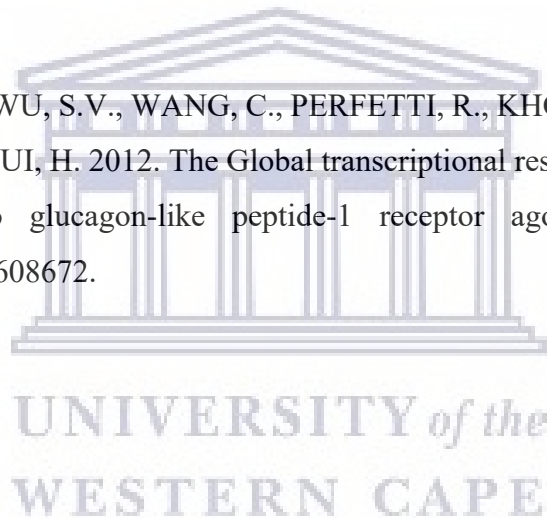 WU, S.V., WANG, C., PERFETTI, R., KHO
UI, H. 2012. The Global transcriptional res
glucagon-like peptide-1 receptor ago
608672.
UNIVERSITY of the
WESTERN CAPE